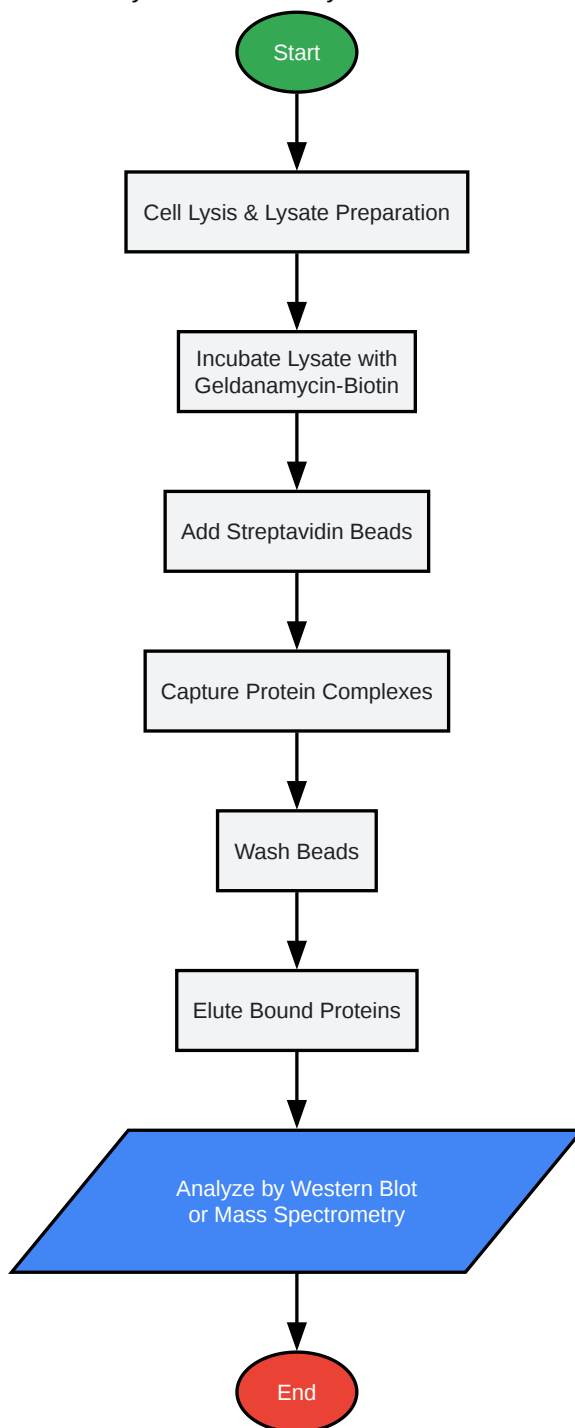 Start
Cell Lysis & Lysate Preparation
Incubate Lysate with
Geldanamycin-Biotin
Add Streptavidin Beads
Capture Protein Complexes
Wash Beads
Elute Bound Proteins
Analyze by Western Blot
or Mass Spectrometry
End